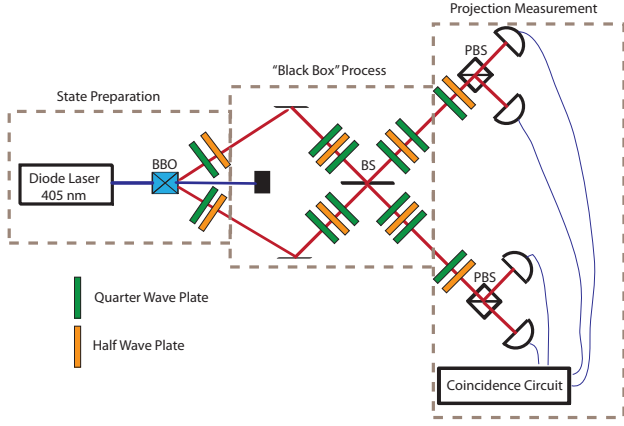 Projection Measurement
"Black Box" Process
State Preparation
PBS
BBO
BS
Diode Laser
405 nm
PBS
Quarter Wave Plate
Half Wave Plate
Coincidence Circuit